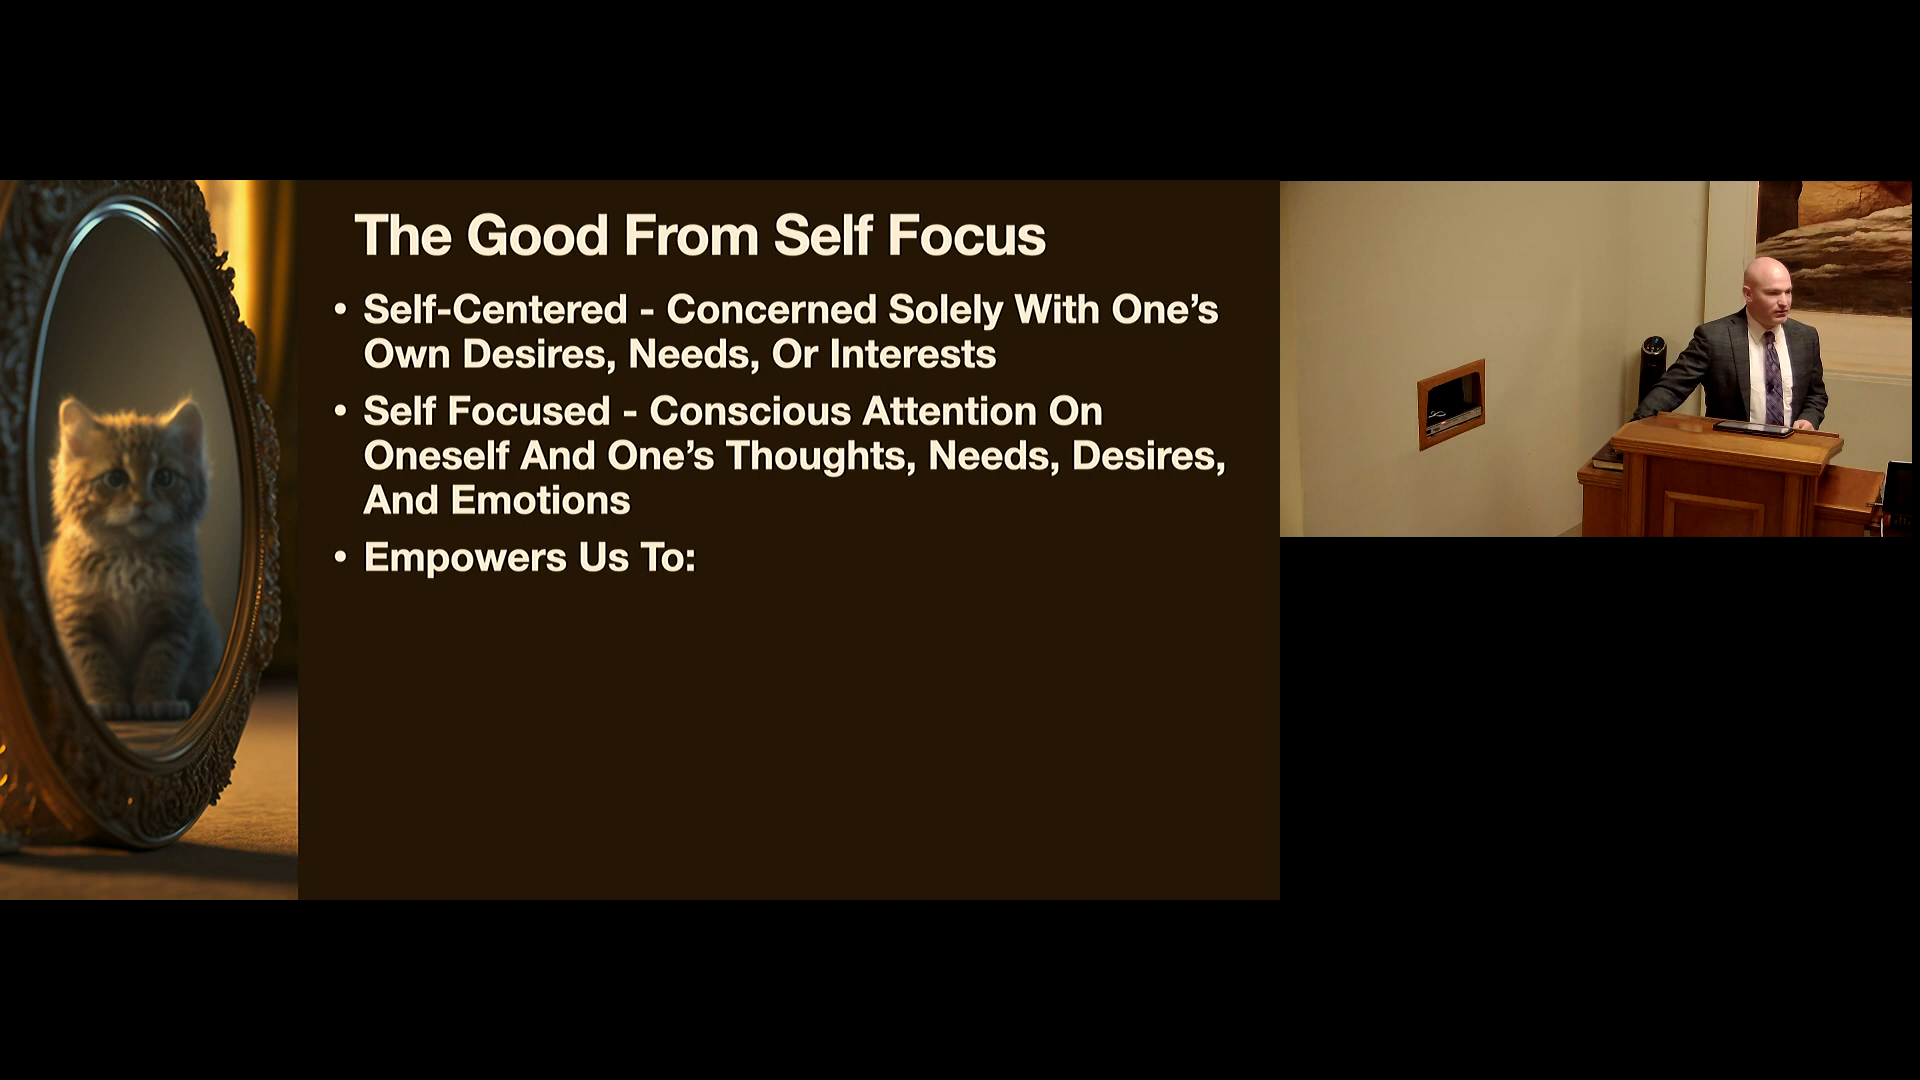 The Good From Self Focus
• Self-Centered - Concerned Solely With One’s
Own Desires, Needs, Or Interests
• Self Focused - Conscious Attention On
Oneself And One’s Thoughts, Needs, Desires,
And Emotions
• Empowers Us To: